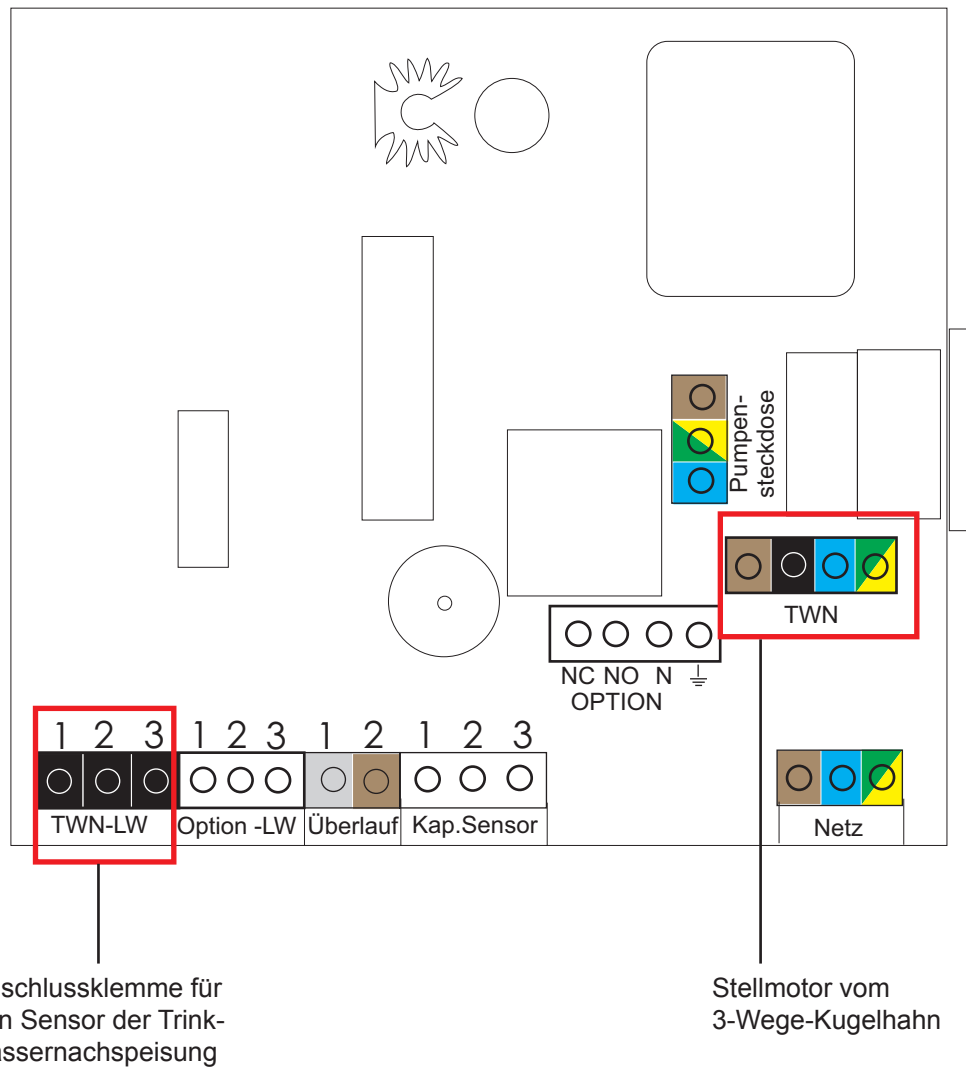 Pumpen-
steckdose
TWN
NC NO N
OPTION
1 2 3 1 2 3 1 2 1 2 3
TWN-LW Option -LW Überlauf Kap.Sensor Netz
schlussklemme für
n Sensor der Trink-
assernachspeisung
Stellmotor vom
3-Wege-Kugelhahn